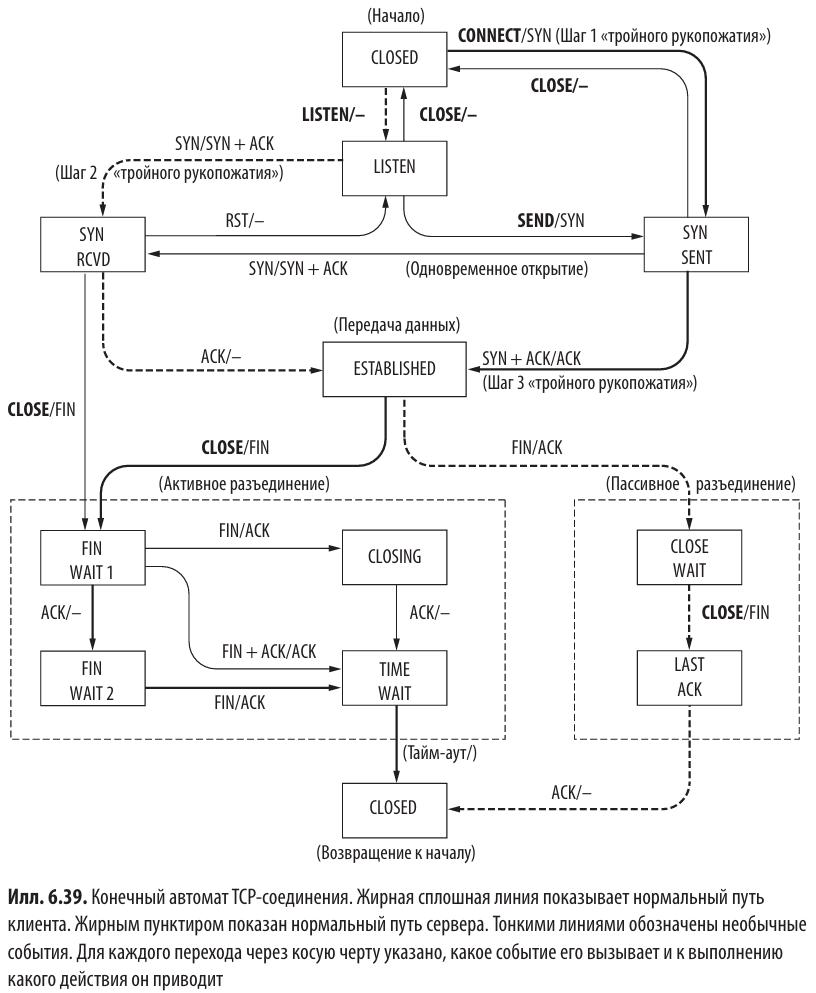 (Начало)
CLOSED
CONNECT/SYN (Шаг 1 «тройного рукопожатия»)
CLOSE/–
LISTEN/–
CLOSE/–
SYN/SYN + ACK
LISTEN
(Шаг 2 «тройного рукопожатия»)
SYN
RCVD
RST/–
SEND/SYN
SYN
SENT
SYN/SYN + ACK
(Одновременное открытие)
(Передача данных)
ACK/–
ESTABLISHED
SYN + ACK/ACK
(Шаг 3 «тройного рукопожатия»)
CLOSE/FIN
CLOSE/FIN
FIN/ACK
(Активное разъединение)
(Пассивное разъединение)
FIN
WAIT 1
FIN/ACK
CLOSING
CLOSE
WAIT
ACK/–
ACK/–
CLOSE/FIN
FIN + ACK/ACK
FIN
WAIT 2
FIN/ACK
TIME
WAIT
LAST
ACK
(Тайм-аут/)
CLOSED
ACK/–
(Возвращение к началу)
Илл. 6.39. Конечный автомат TCP-соединения. Жирная сплошная линия показывает нормальный путь
клиента. Жирным пунктиром показан нормальный путь сервера. Тонкими линиями обозначены необычные
события. Для каждого перехода через косую черту указано, какое событие его вызывает и к выполнению
какого действия он приводит